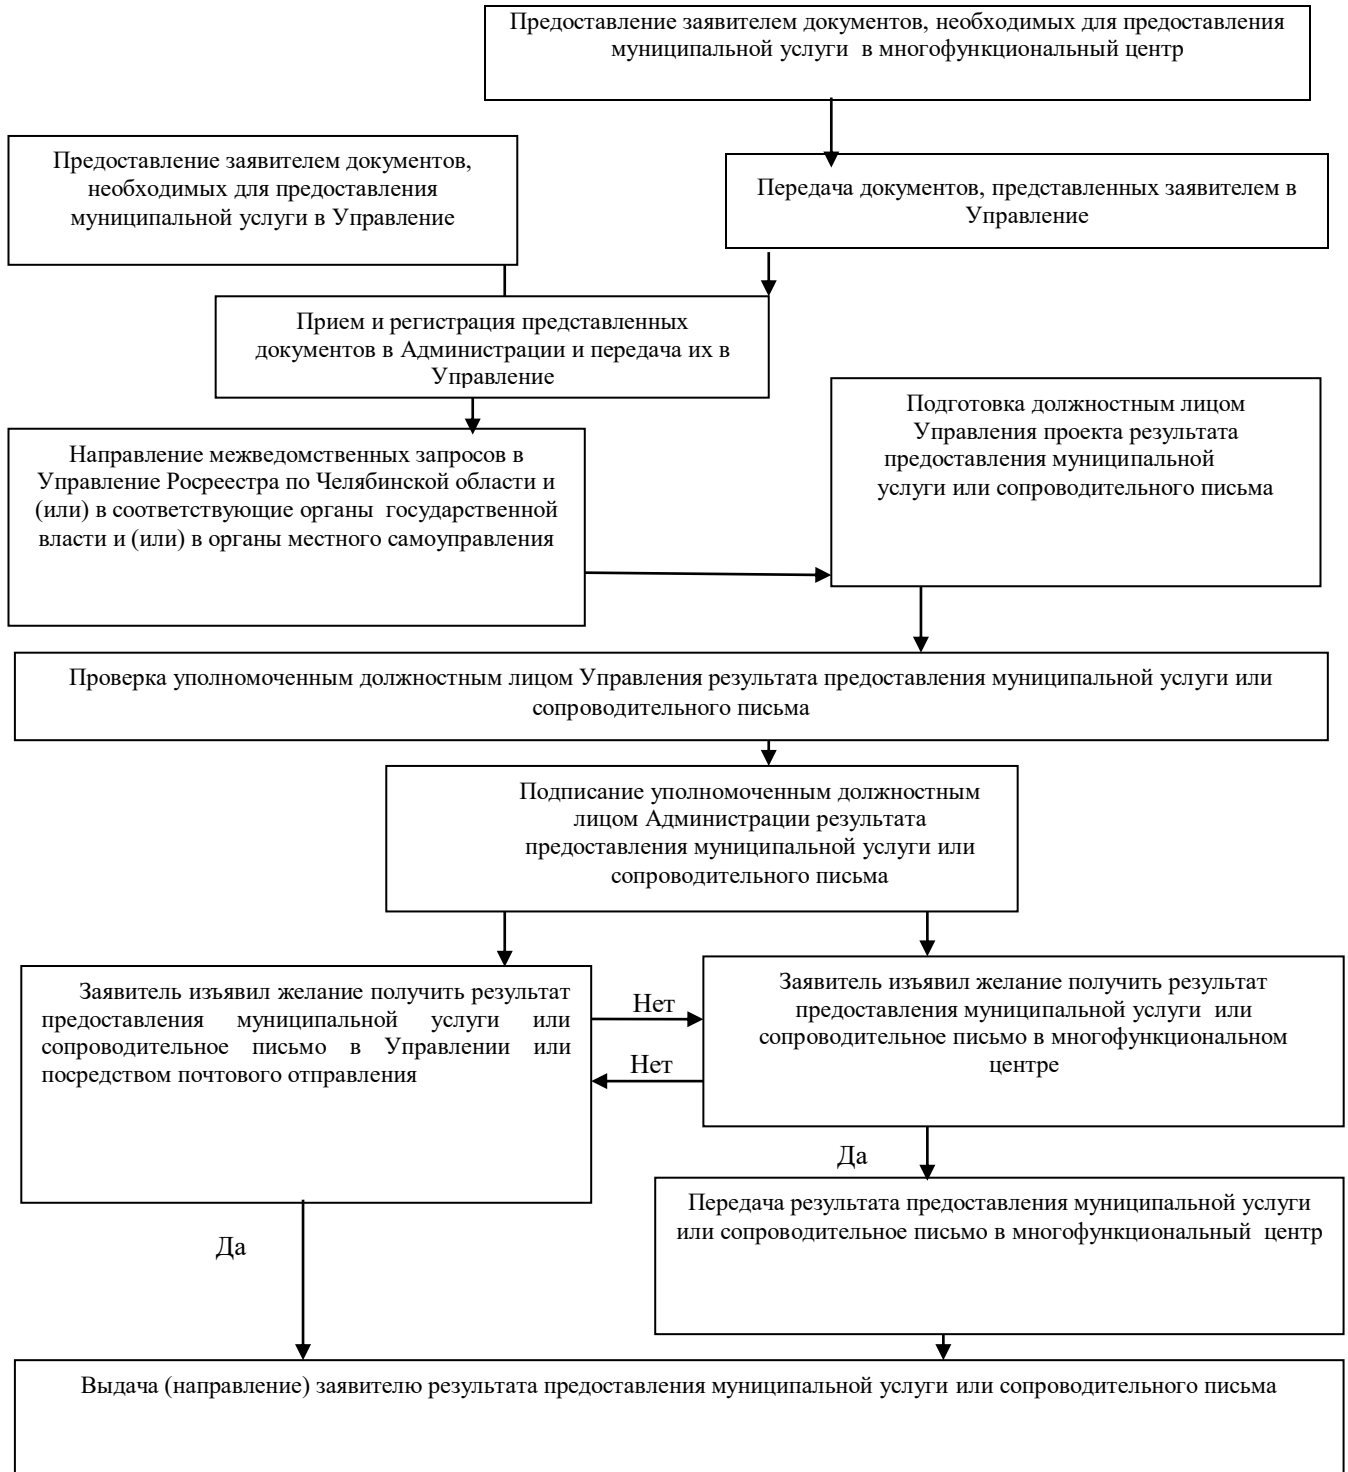 Предоставление заявителем документов, необходимых для предоставления
муниципальной услуги в многофункциональный центр
Предоставление заявителем документов,
необходимых для предоставления
муниципальной услуги в Управление
Передача документов, представленных заявителем в
Управление
Прием и регистрация представленных
документов в Администрации и передача их в
Управление
Подготовка должностным лицом
Управления проекта результата
предоставления муниципальной
услуги или сопроводительного письма
Направление межведомственных запросов в
Управление Росреестра по Челябинской области и
(или) в соответствующие органы государственной
власти и (или) в органы местного самоуправления
Проверка уполномоченным должностным лицом Управления результата предоставления муниципальной услуги или
сопроводительного письма
Подписание уполномоченным должностным
лицом Администрации результата
предоставления муниципальной услуги или
сопроводительного письма
Заявитель изъявил желание получить результат
предоставления муниципальной услуги или
сопроводительное письмо в Управлении или
посредством почтового отправления
Нет
Нет
Заявитель изъявил желание получить результат
предоставления муниципальной услуги или
сопроводительное письмо в многофункциональном
центре
Да
Передача результата предоставления муниципальной услуги
или сопроводительное письмо в многофункциональный центр
Да
Выдача (направление) заявителю результата предоставления муниципальной услуги или сопроводительного письма